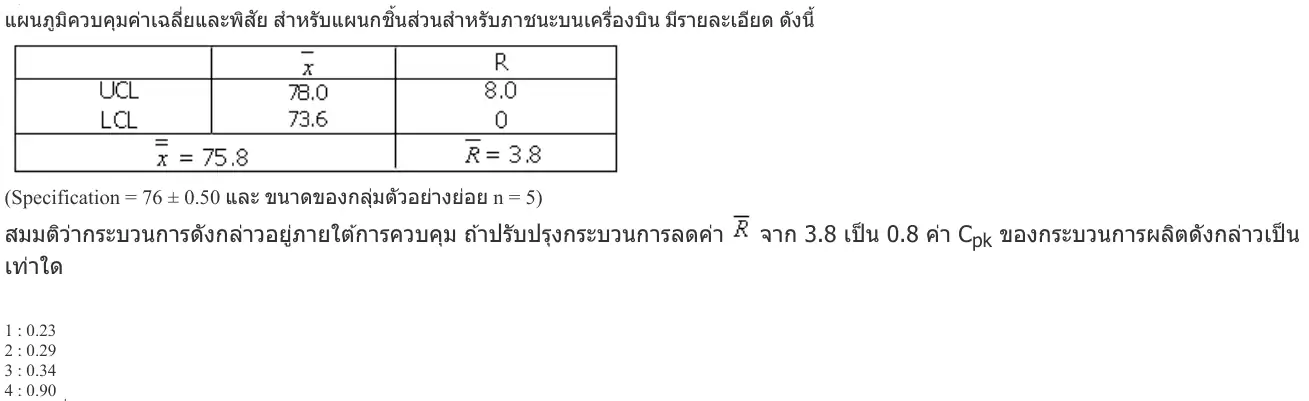 แผนภูมิควบคุมค่าเฉลี่ยและพิสัย สำหรับแผนกชิ้นส่วนสำหรับภาชนะบนเครื่องบิน มีรายละเอียด ดังนี้
x̅ R
UCL 78.0 8.0
LCL 73.6 0
x̿ = 75.8 R̅ = 3.8
(Specification = 76 ± 0.50 และ ขนาดของกลุ่มตัวอย่างย่อย n = 5)
สมมติว่ากระบวนการดังกล่าวอยู่ภายใต้การควบคุม ถ้าปรับปรุงกระบวนการลดค่า R̅ จาก 3.8 เป็น 0.8 ค่า Cpk ของกระบวนการผลิตดังกล่าวเป็น
เท่าใด
1 : 0.23
2 : 0.29
3 : 0.34
4 : 0.90